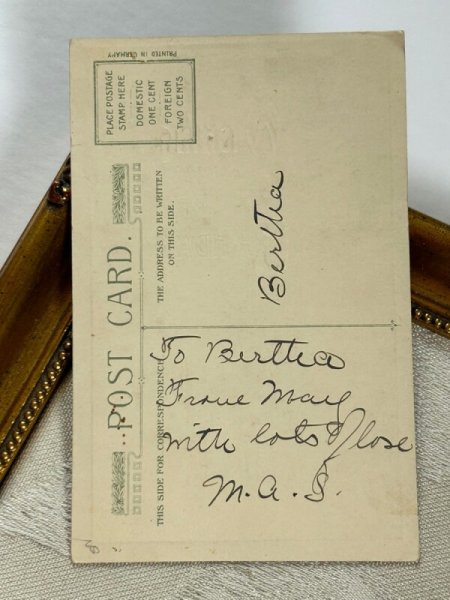 PRINTED IN GERMANY
PLACE POSTAGE
STAMP HERE
DOMESTIC
ONE CENT
FOREIGN
TWO CENTS
POST CARD.
THE ADDRESS TO BE WRITTEN
ON THIS SIDE.
THIS SIDE FOR CORRESPONDENCE
Bertha
To Bertha
From May
with lots of love
M.A.S.